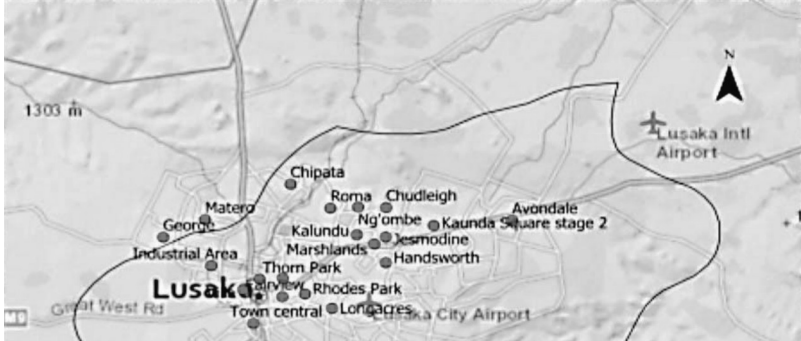 N
1303 m
Lusaka Intl
Airport
Chipata
Matero
Roma
Chudleigh
Avondale
George
Kalundu
Ng'ombe
Kaunda Square stage 2
Industrial Area
Marshlands
Jesmodine
Handsworth
Thorn Park
Lusaka
Fairview
Rhodes Park
Great West Rd
Town central
Longacres
Lusaka City Airport